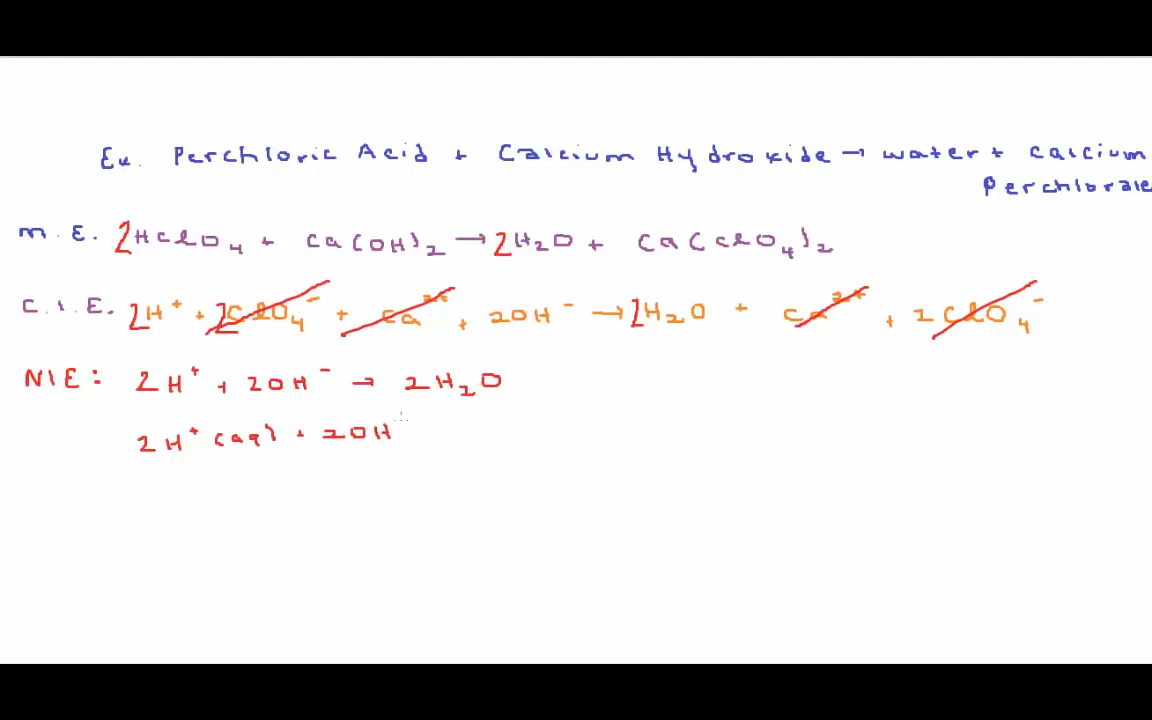 Ex. Perchloric Acid + Calcium Hydroxide → water + calcium
Perchlorate
M.E. 2HClO₄ + Ca(OH)₂ → 2H₂O + Ca(ClO₄)₂
C.I.E. 2H⁺ + 2ClO₄⁻ + Ca²⁺ + 2OH⁻ → 2H₂O + Ca²⁺ + 2ClO₄⁻
NIE: 2H⁺ + 2OH⁻ → 2H₂O
2H⁺(aq) + 2OH